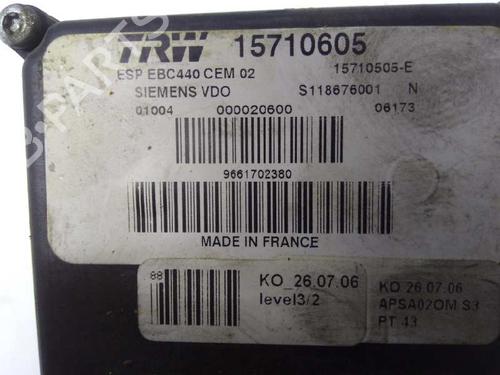 TRW 15710605
ESP EBC440 CEM 02 15710505-E
SIEMENS VDO S118676001 N
01004 000020600 06173
9661702380
MADE IN FRANCE
88
KO_26.07.06
level3/2
KO 26.07.06
APSA02OM S3
PT 43